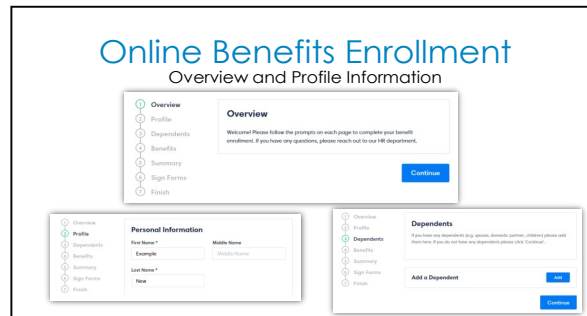 Online Benefits Enrollment
Overview and Profile Information
1 Overview
2 Profile
3 Dependents
4 Benefits
5 Summary
6 Sign Forms
7 Finish
Overview
Welcome! Please follow the prompts on each page to complete your benefit
enrollment. If you have any questions, please reach out to our HR department.
Continue
1 Overview
2 Profile
3 Dependents
4 Benefits
5 Summary
6 Sign Forms
7 Finish
Personal Information
First Name * Middle Name
Example Middle Name
Last Name *
New
1 Overview
2 Profile
3 Dependents
4 Benefits
5 Summary
6 Sign Forms
7 Finish
Dependents
If you have any dependents (e.g. spouse, domestic partner, children) please add
them here. If you do not have any dependents please click 'Continue'.
Add a Dependent Add
Continue